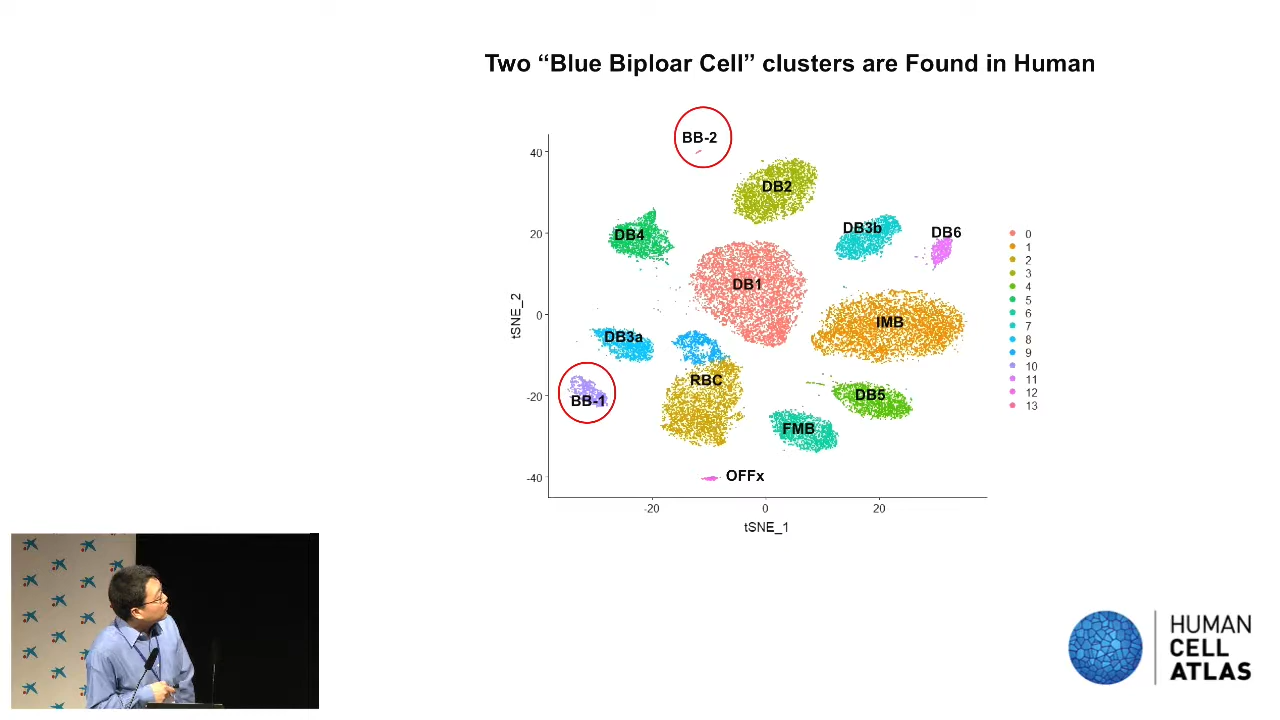 Two “Blue Biploar Cell” clusters are Found in Human
BB-2
40
DB2
DB3b
DB6
DB4
20
0
1
2
3
4
5
6
7
8
9
10
11
12
13
DB1
tSNE_2
0
IMB
DB3a
RBC
-20
BB-1
DB5
FMB
-40
OFFx
-20
0
20
tSNE_1
HUMAN
CELL
ATLAS